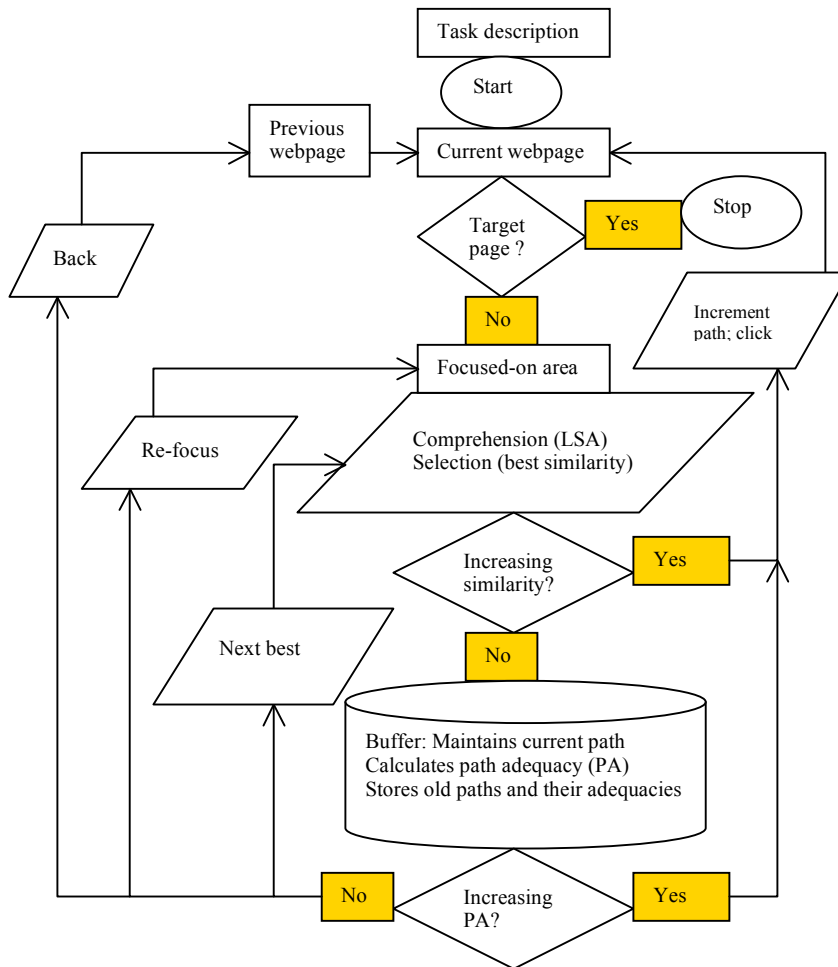 Task description
Start
Previous
webpage
Current webpage
Target
page ?
Yes
Stop
Back
No
Increment
path; click
Focused-on area
Re-focus
Comprehension (LSA)
Selection (best similarity)
Increasing
similarity?
Yes
Next best
No
Buffer: Maintains current path
Calculates path adequacy (PA)
Stores old paths and their adequacies
No
Increasing
PA?
Yes